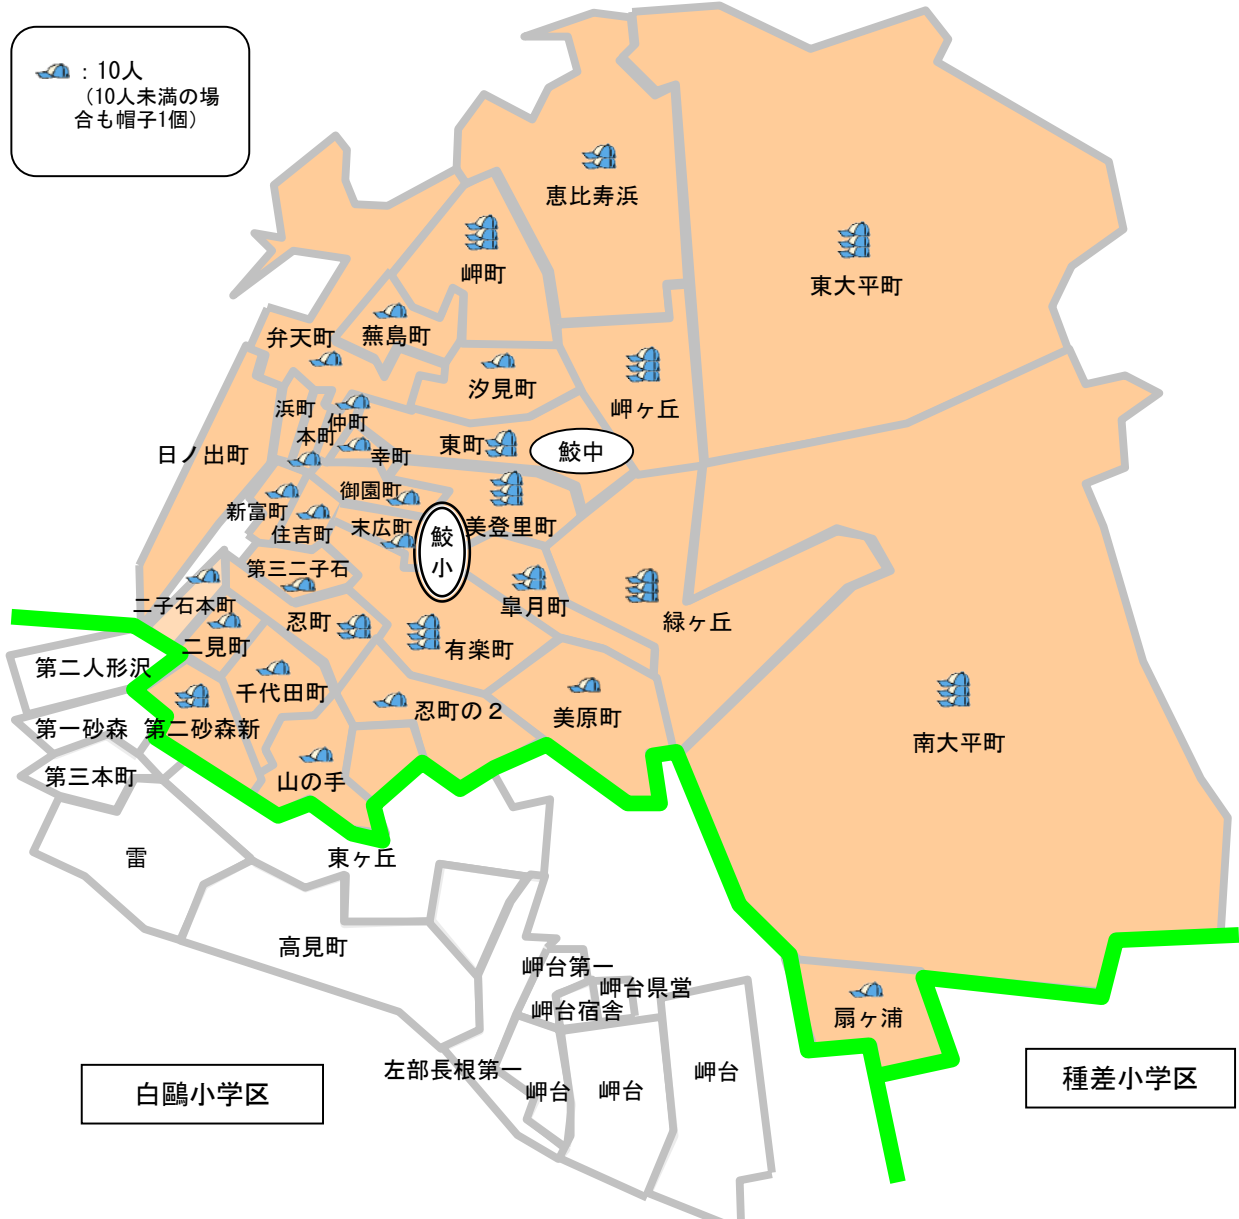 ：10人
（10人未満の場
合も帽子1個）
恵比寿浜
岬町
東大平町
弁天町
蕪島町
汐見町
岬ヶ丘
浜町
仲町
本町
東町
鮫中
日ノ出町
幸町
御園町
新富町
住吉町
末広町
美登里町
鮫
小
第三二子石
二子石本町
皐月町
忍町
緑ヶ丘
二見町
有楽町
第二人形沢
千代田町
忍町の２
美原町
第一砂森
第二砂森新
南大平町
第三本町
山の手
雷
東ヶ丘
高見町
岬台第一
岬台県営
岬台宿舎
扇ヶ浦
左部長根第一
岬台
岬台
岬台
白鷗小学区
種差小学区